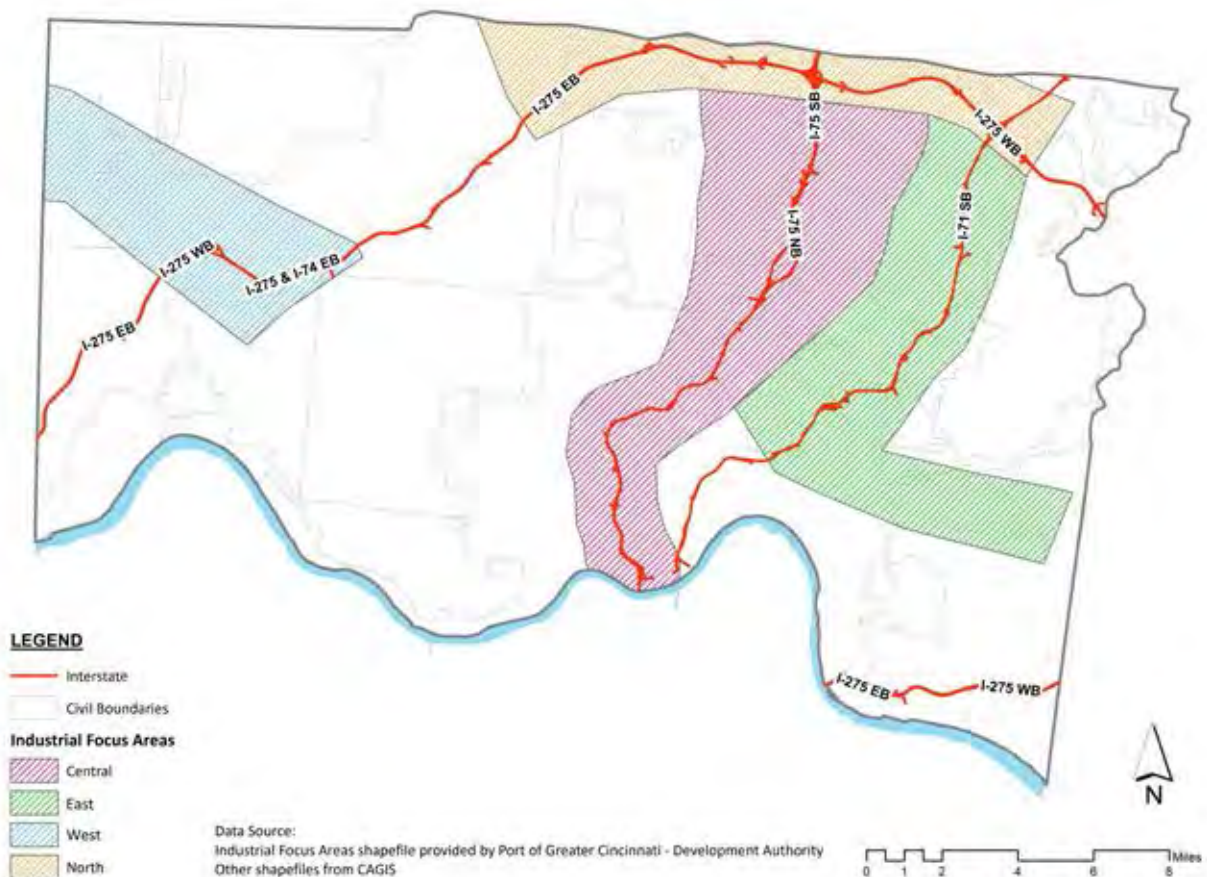 I-275 EB
I-75 SB
I-275 WB
I-71 SB
I-75 NB
I-275 WB
I-275 & I-74 EB
I-275 EB
I-275 EB
I-275 WB
LEGEND
Interstate
Civil Boundaries
Industrial Focus Areas
Central
East
West
North
Data Source:
Industrial Focus Areas shapefile provided by Port of Greater Cincinnati - Development Authority
Other shapefiles from CAGIS
N
Miles
0 1 2 4 6 8